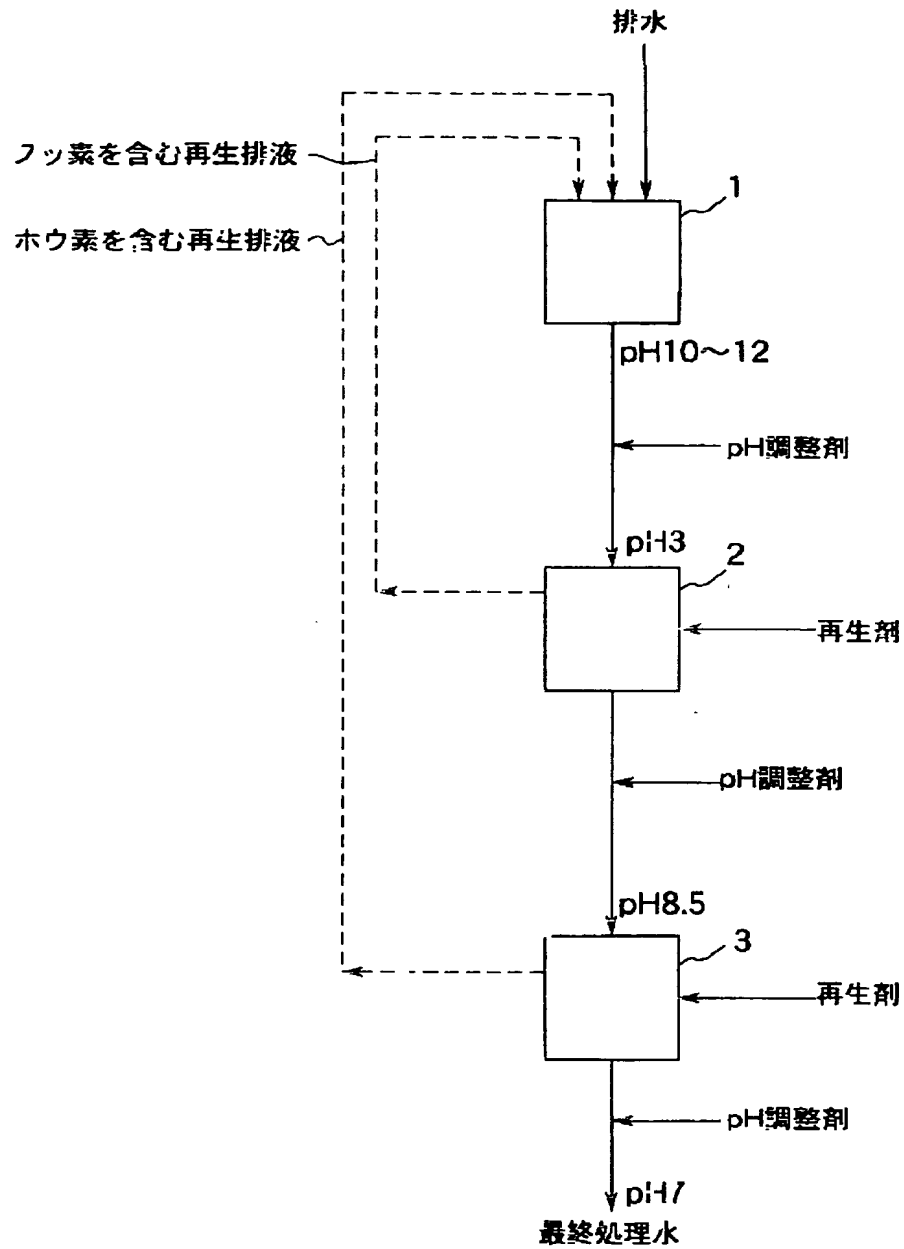 排水
フッ素を含む再生排液
ホウ素を含む再生排液
1
pH10～12
pH調整剤
pH3
2
再生剤
pH調整剤
pH8.5
3
再生剤
pH調整剤
pH7
最終処理水